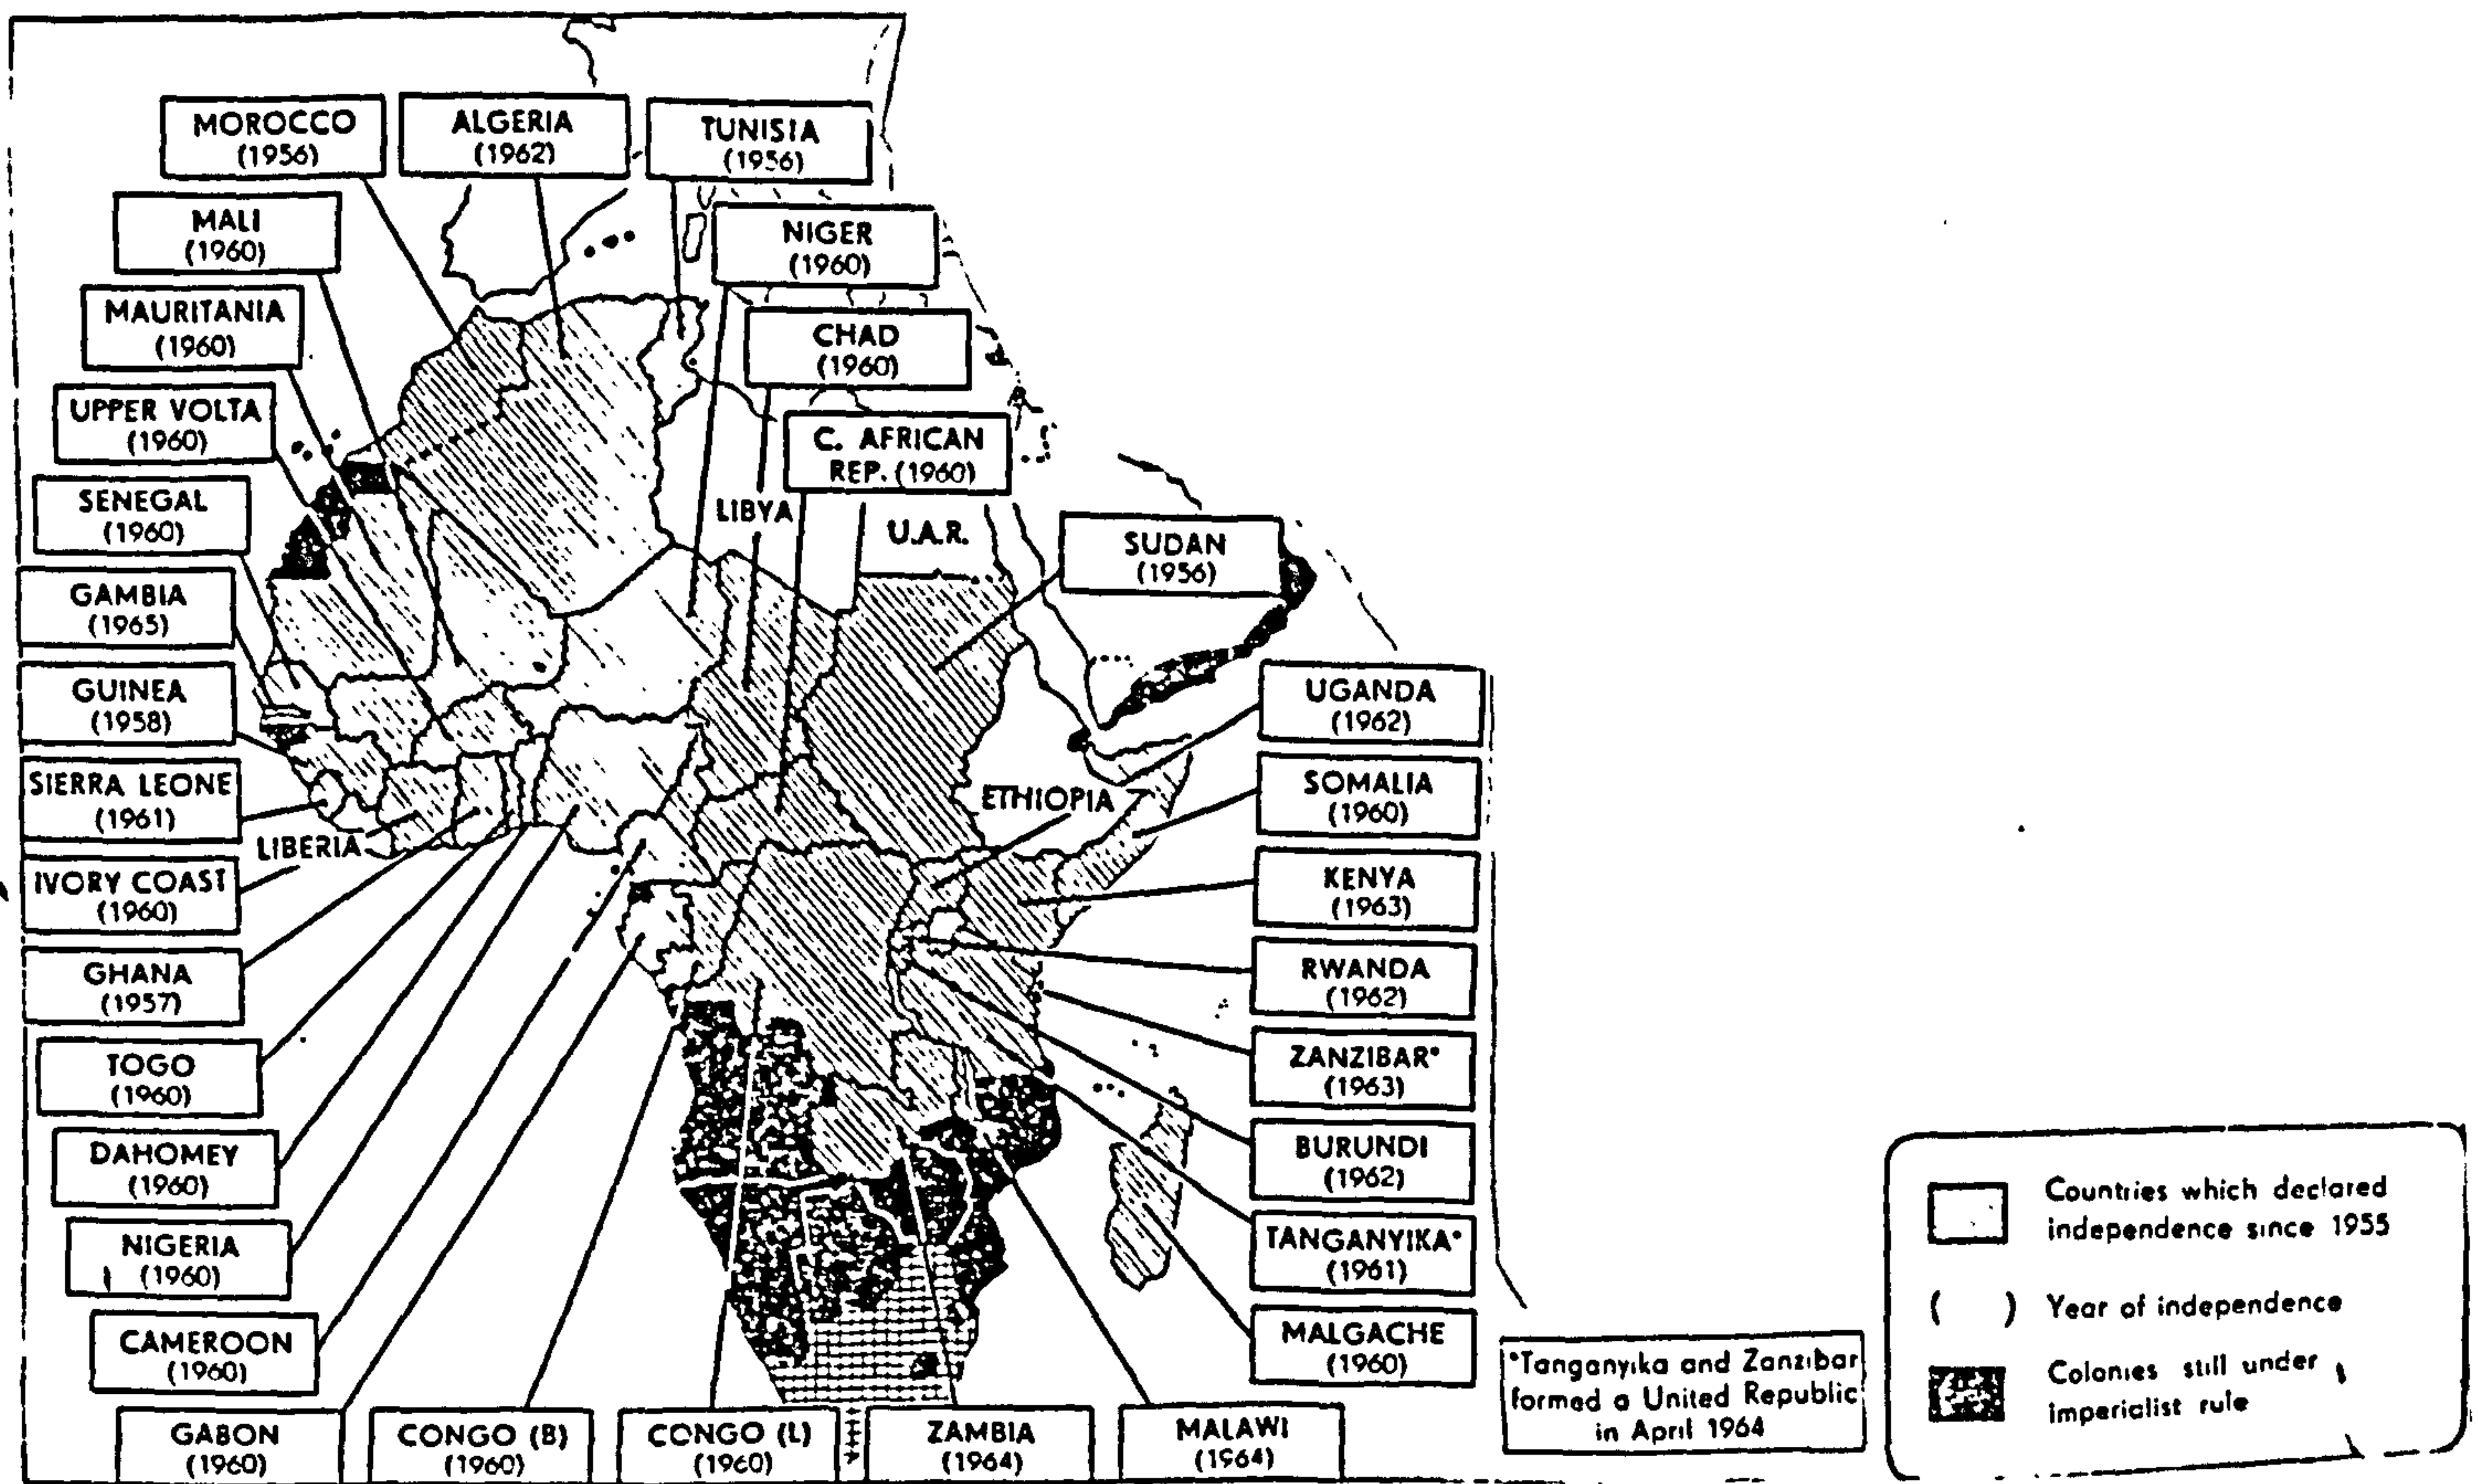 MOROCCO
(1956)
ALGERIA
(1962)
TUNISIA
(1956)
MALI
(1960)
NIGER
(1960)
MAURITANIA
(1960)
CHAD
(1960)
UPPER VOLTA
(1960)
C. AFRICAN
REP. (1960)
SENEGAL
(1960)
LIBYA
U.A.R.
SUDAN
(1956)
GAMBIA
(1965)
GUINEA
(1958)
UGANDA
(1962)
SIERRA LEONE
(1961)
ETHIOPIA
SOMALIA
(1960)
LIBERIA
IVORY COAST
(1960)
KENYA
(1963)
GHANA
(1957)
RWANDA
(1962)
TOGO
(1960)
ZANZIBAR*
(1963)
DAHOMEY
(1960)
BURUNDI
(1962)
NIGERIA
(1960)
TANGANYIKA*
(1961)
CAMEROON
(1960)
MALGACHE
(1960)
GABON
(1960)
CONGO (B)
(1960)
CONGO (L)
(1960)
ZAMBIA
(1964)
MALAWI
(1964)
*Tanganyika and Zanzibar
formed a United Republic
in April 1964
Countries which declared
independence since 1955
( ) Year of independence
Colonies still under
imperialist rule